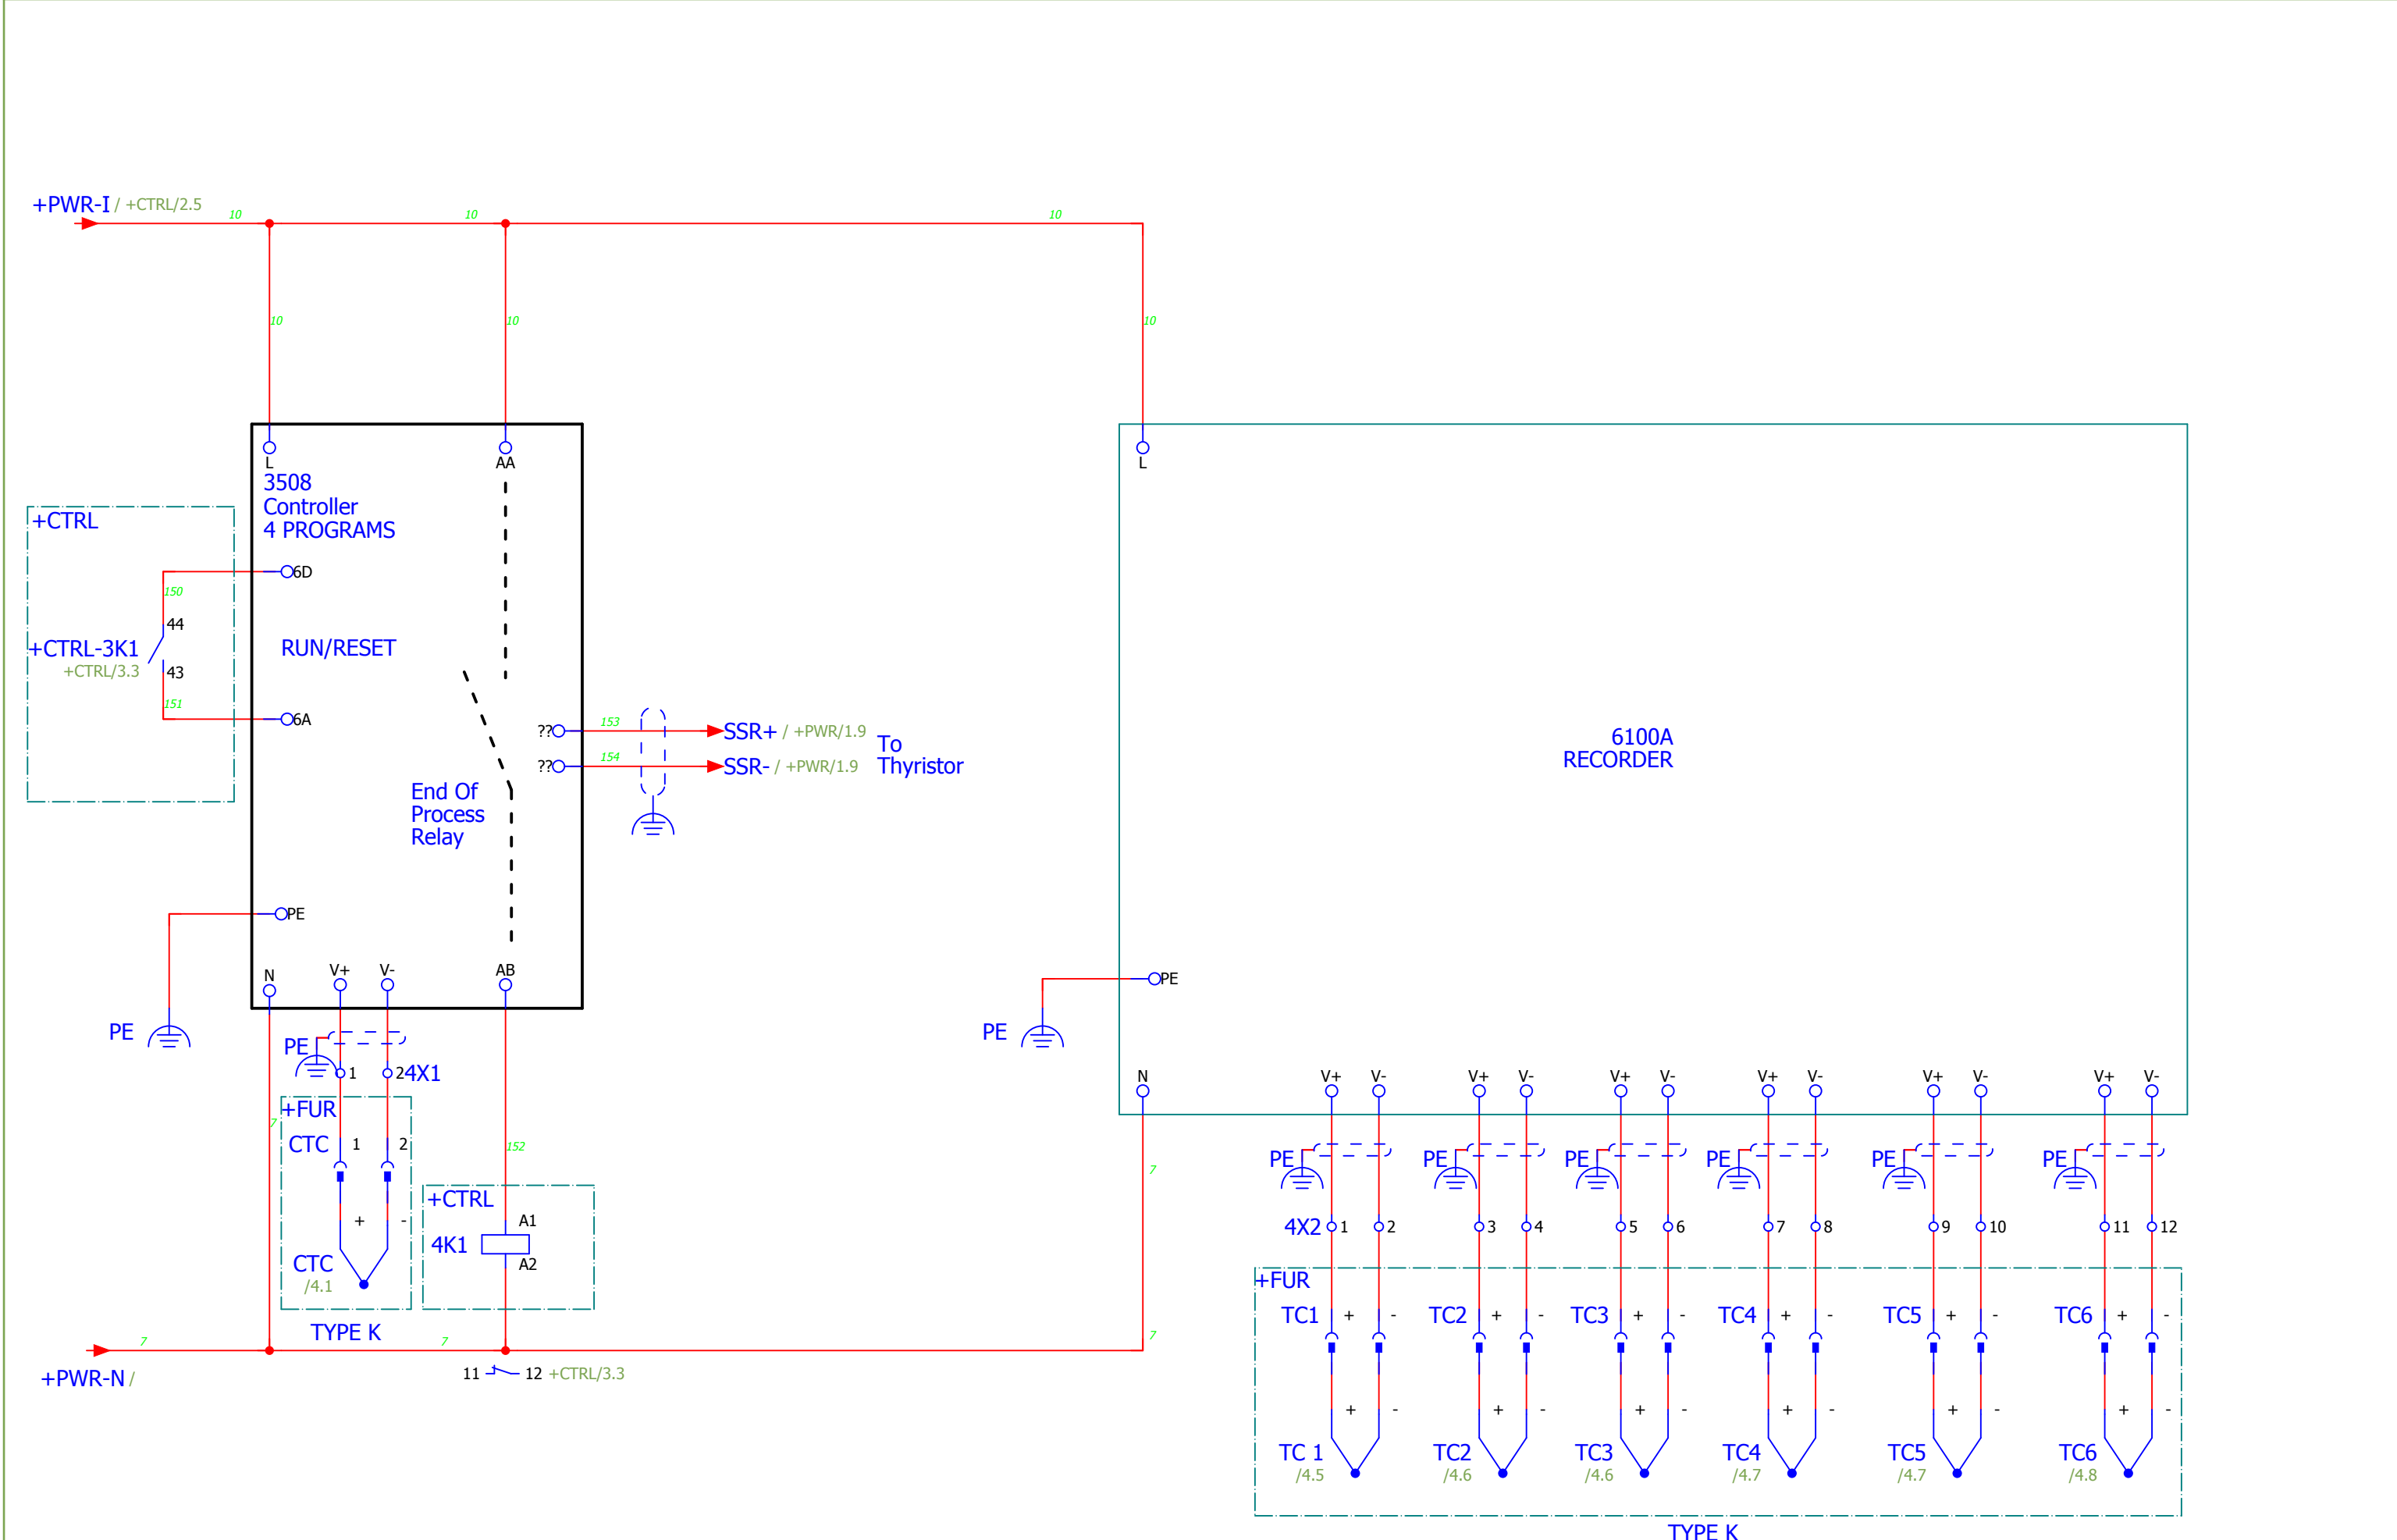 +PWR-I / +CTRL/2.5
10
10
10
10
10
10
L
AA
L
3508
Controller
4 PROGRAMS
+CTRL
6D
150
44
+CTRL-3K1
RUN/RESET
+CTRL/3.3
43
151
6A
153
??
SSR+ / +PWR/1.9
To
154
??
SSR- / +PWR/1.9
Thyristor
6100A
RECORDER
End Of
Process
Relay
PE
N
V+
V-
AB
PE
PE
PE
PE
1
2
4X1
N
V+
V-
V+
V-
V+
V-
V+
V-
V+
V-
V+
V-
+FUR
7
CTC
1
2
152
7
PE
PE
PE
PE
PE
PE
+CTRL
+
-
A1
4K1
A2
CTC
/4.1
4X2
1
2
3
4
5
6
7
8
9
10
11
12
+FUR
TYPE K
TC1
+
-
TC2
+
-
TC3
+
-
TC4
+
-
TC5
+
-
TC6
+
-
7
7
7
+PWR-N /
11
12
+CTRL/3.3
+
-
+
-
+
-
+
-
+
-
+
-
TC 1
TC2
TC3
TC4
TC5
TC6
/4.5
/4.6
/4.6
/4.7
/4.7
/4.8
TYPE K